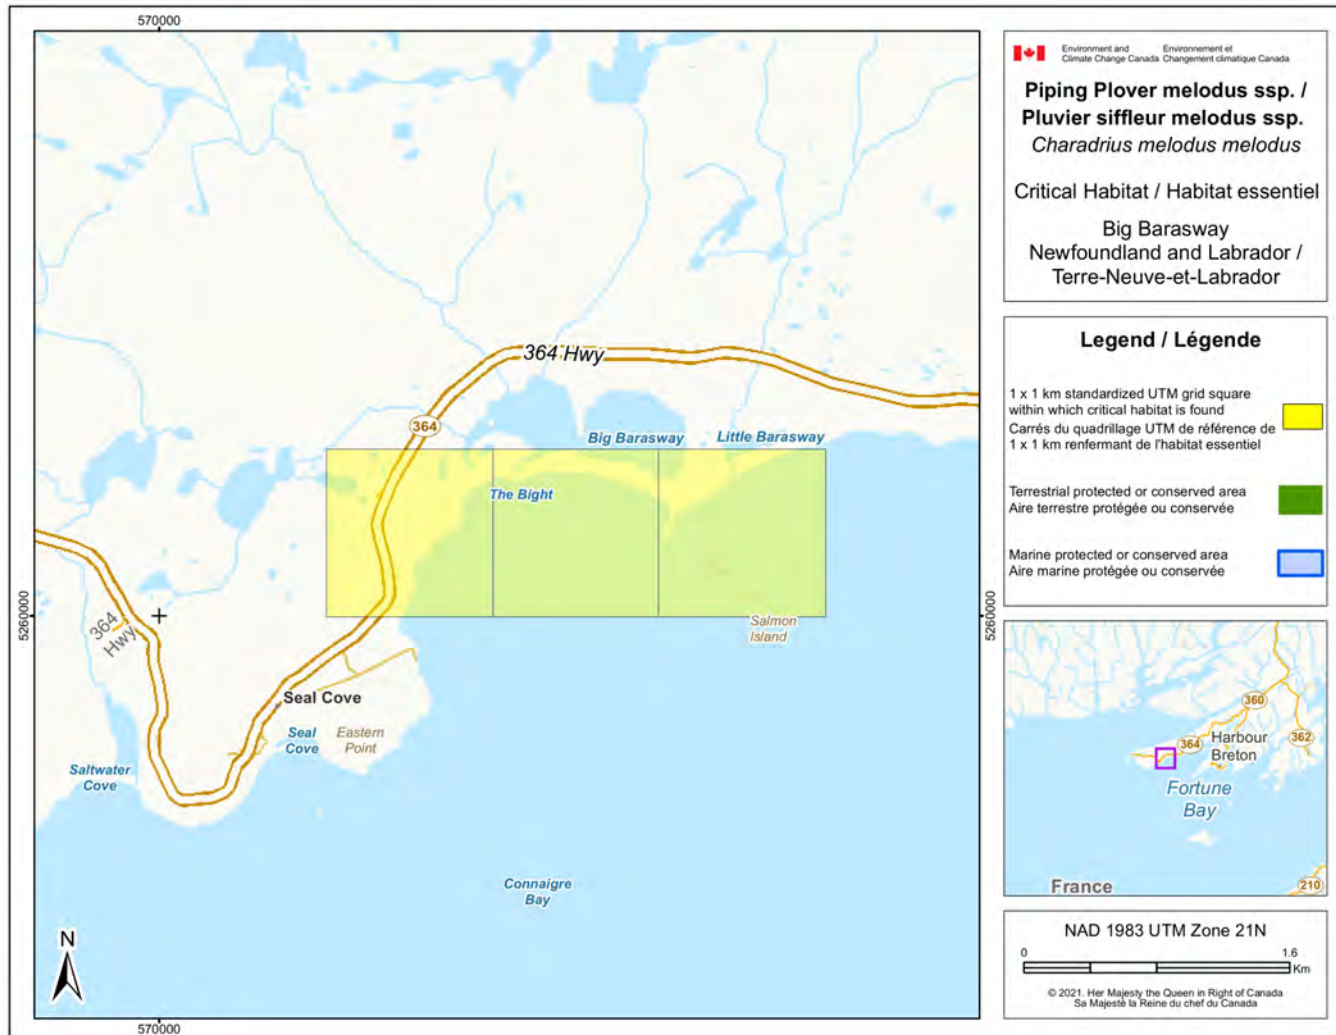 570000
Environment and Environnement et
Climate Change Canada Changement climatique Canada
Piping Plover melodus ssp. /
Pluvier siffleur melodus ssp.
Charadrius melodus melodus
Critical Habitat / Habitat essentiel
Big Barasway
Newfoundland and Labrador /
Terre-Neuve-et-Labrador
Legend / Légende
1 x 1 km standardized UTM grid square
within which critical habitat is found
Carrés du quadrillage UTM de référence de
1 x 1 km renfermant de l'habitat essentiel
Terrestrial protected or conserved area
Aire terrestre protégée ou conservée
Marine protected or conserved area
Aire marine protégée ou conservée
364 Hwy
364
Big Barasway
Little Barasway
The Bight
5260000
5260000
364
Hwy
Salmon
Island
Seal Cove
Seal
Cove
Eastern
Point
Saltwater
Cove
Connaigre
Bay
N
570000
360
364
362
Harbour
Breton
Fortune
Bay
France
210
NAD 1983 UTM Zone 21N
0 1.6
Km
© 2021. Her Majesty the Queen in Right of Canada
Sa Majesté la Reine du chef du Canada